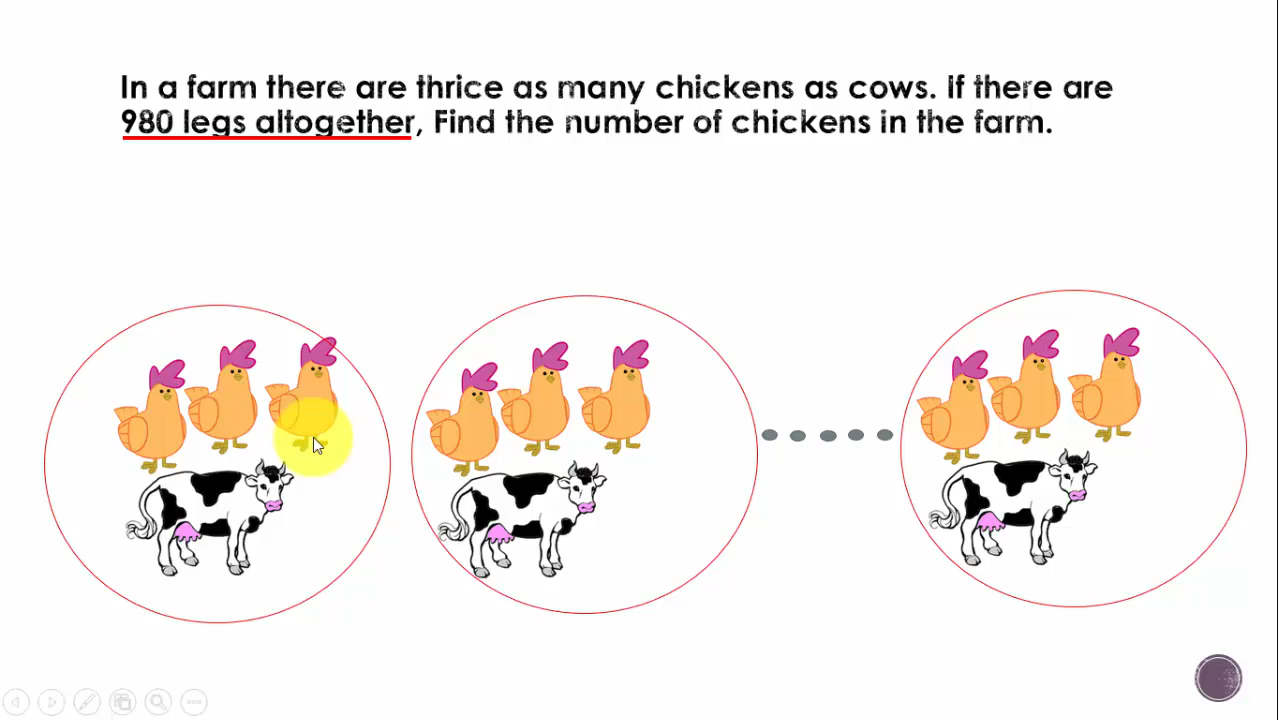 In a farm there are thrice as many chickens as cows. If there are
980 legs altogether, Find the number of chickens in the farm.